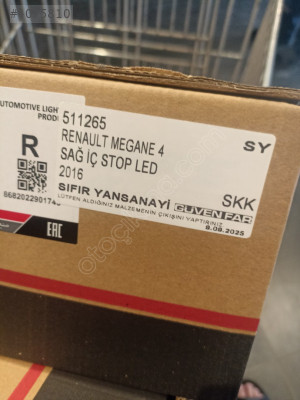 AUTOMOTIVE LIGH
PROD
R
868202290174
EAC
511265
RENAULT MEGANE 4
SAĞ İÇ STOP LED
2016
SIFIR YANSANAYİ GÜVEN FAR
LÜTFEN ALDIĞINIZ MALZEMENİN ÇIKIŞINI YAPTIRINIZ
8.08.2025
SY
SKK